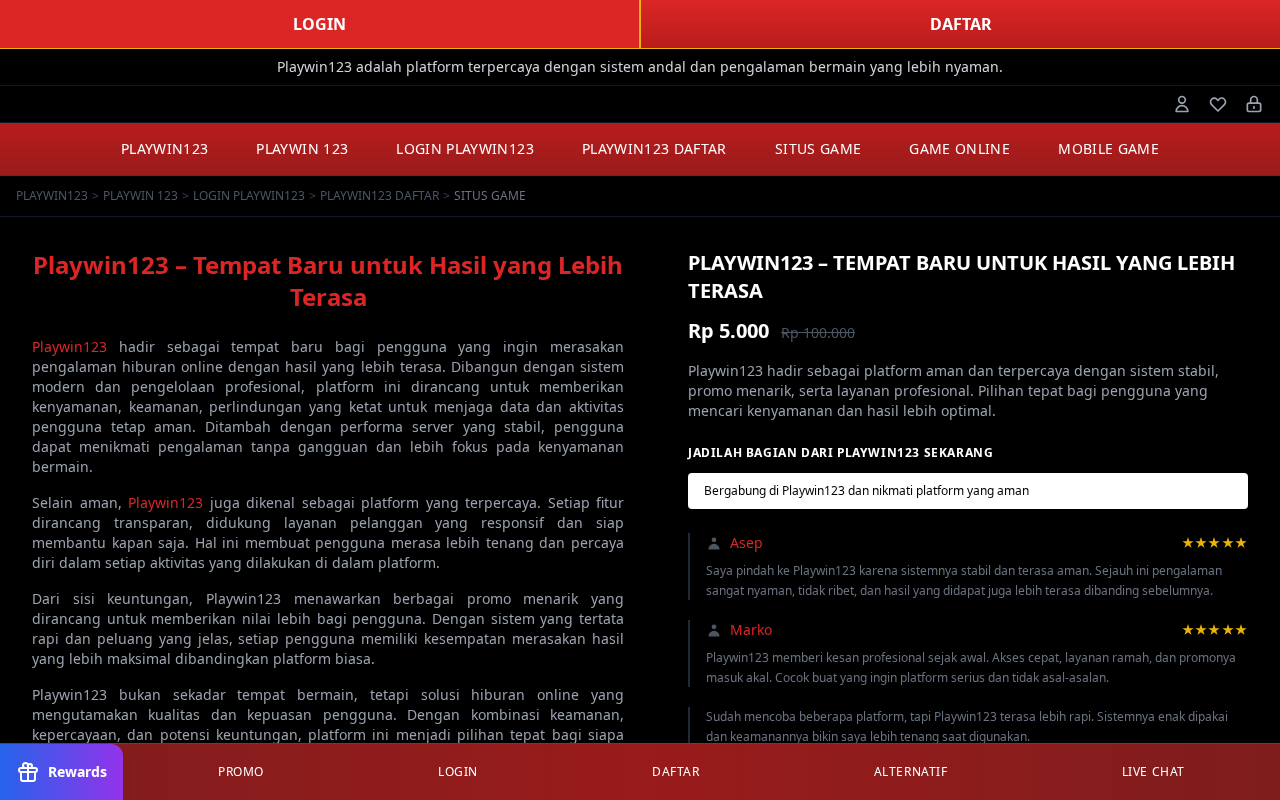 LOGIN
DAFTAR
Playwin123 adalah platform terpercaya dengan sistem andal dan pengalaman bermain yang lebih nyaman.
PLAYWIN123
PLAYWIN 123
LOGIN PLAYWIN123
PLAYWIN123 DAFTAR
SITUS GAME
GAME ONLINE
MOBILE GAME
PLAYWIN123 > PLAYWIN 123 > LOGIN PLAYWIN123 > PLAYWIN123 DAFTAR > SITUS GAME
Playwin123 – Tempat Baru untuk Hasil yang Lebih
Terasa
Playwin123 hadir sebagai tempat baru bagi pengguna yang ingin merasakan
pengalaman hiburan online dengan hasil yang lebih terasa. Dibangun dengan sistem
modern dan pengelolaan profesional, platform ini dirancang untuk memberikan
kenyamanan, keamanan, perlindungan yang ketat untuk menjaga data dan aktivitas
pengguna tetap aman. Ditambah dengan performa server yang stabil, pengguna
dapat menikmati pengalaman tanpa gangguan dan lebih fokus pada kenyamanan
bermain.
Selain aman, Playwin123 juga dikenal sebagai platform yang terpercaya. Setiap fitur
dirancang transparan, didukung layanan pelanggan yang responsif dan siap
membantu kapan saja. Hal ini membuat pengguna merasa lebih tenang dan percaya
diri dalam setiap aktivitas yang dilakukan di dalam platform.
Dari sisi keuntungan, Playwin123 menawarkan berbagai promo menarik yang
dirancang untuk memberikan nilai lebih bagi pengguna. Dengan sistem yang tertata
rapi dan peluang yang jelas, setiap pengguna memiliki kesempatan merasakan hasil
yang lebih maksimal dibandingkan platform biasa.
Playwin123 bukan sekadar tempat bermain, tetapi solusi hiburan online yang
mengutamakan kualitas dan kepuasan pengguna. Dengan kombinasi keamanan,
kepercayaan, dan potensi keuntungan, platform ini menjadi pilihan tepat bagi siapa
PLAYWIN123 – TEMPAT BARU UNTUK HASIL YANG LEBIH
TERASA
Rp 5.000 Rp 100.000
Playwin123 hadir sebagai platform aman dan terpercaya dengan sistem stabil,
promo menarik, serta layanan profesional. Pilihan tepat bagi pengguna yang
mencari kenyamanan dan hasil lebih optimal.
JADILAH BAGIAN DARI PLAYWIN123 SEKARANG
Bergabung di Playwin123 dan nikmati platform yang aman
Asep ★★★★★
Saya pindah ke Playwin123 karena sistemnya stabil dan terasa aman. Sejauh ini pengalaman
sangat nyaman, tidak ribet, dan hasil yang didapat juga lebih terasa dibanding sebelumnya.
Marko ★★★★★
Playwin123 memberi kesan profesional sejak awal. Akses cepat, layanan ramah, dan promonya
masuk akal. Cocok buat yang ingin platform serius dan tidak asal-asalan.
Sudah mencoba beberapa platform, tapi Playwin123 terasa lebih rapi. Sistemnya enak dipakai
dan keamanannya bikin saya lebih tenang saat digunakan.
Rewards
PROMO
LOGIN
DAFTAR
ALTERNATIF
LIVE CHAT